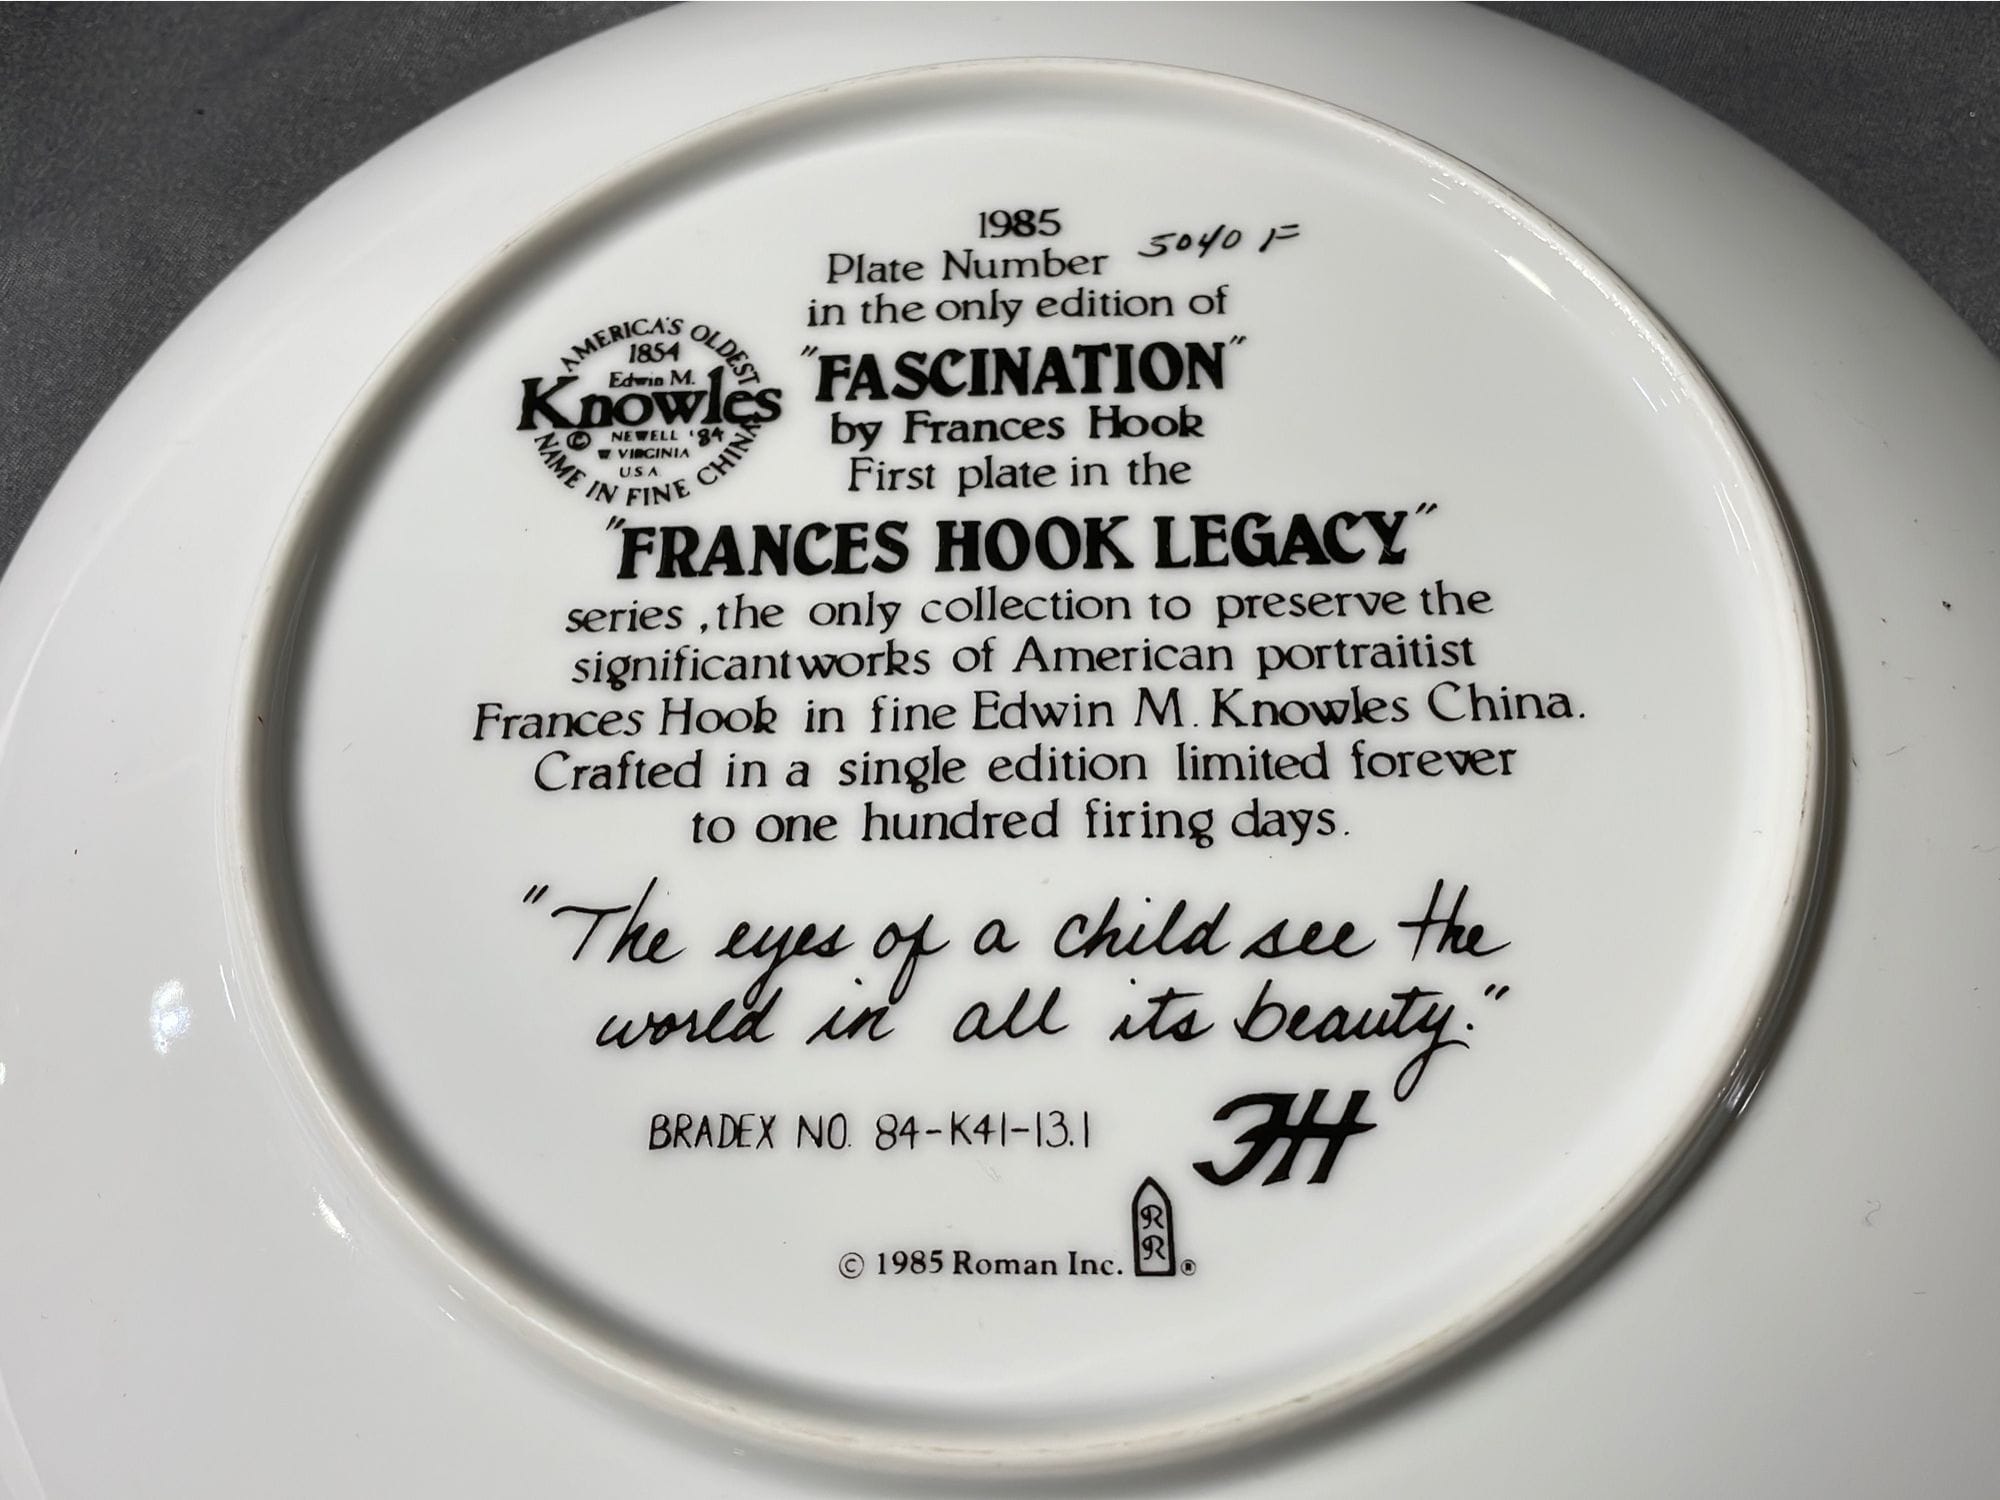 1985
Plate Number 5040 F
in the only edition of
"FASCINATION"
by Frances Hook
First plate in the
"FRANCES HOOK LEGACY"
series ,the only collection to preserve the
significant works of American portraitist
Frances Hook in fine Edwin M. Knowles China.
Crafted in a single edition limited forever
to one hundred firing days.
"The eyes of a child see the
world in all its beauty."
FH
BRADEX NO. 84-K41-13.1
© 1985 Roman Inc.
R
R
®
AMERICA'S OLDEST
1854
Edwin M.
Knowles
© NEWELL '84
W VIRGINIA
U.S.A
NAME IN FINE CHINA